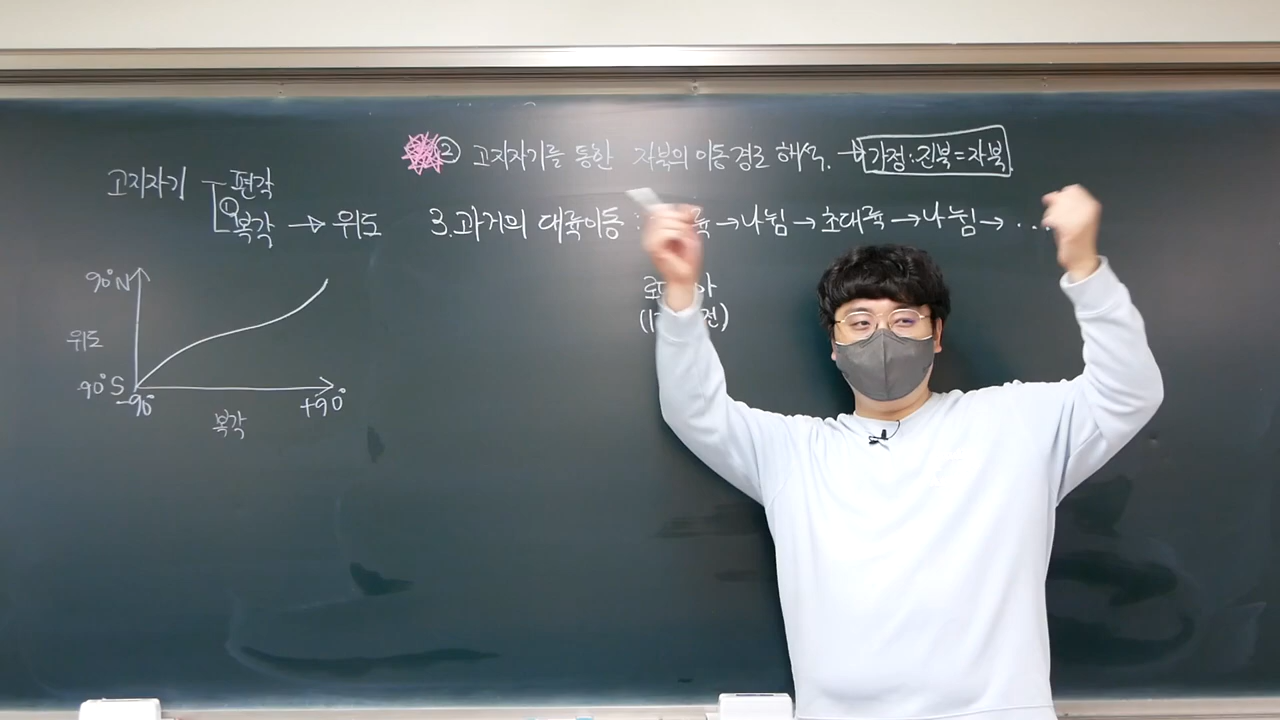 고지자기 편각
① 복각 → 위도
90°N
위도
-90°S
-90° +90°
복각
② 고지자기를 통한 자북의 이동경로 해석. → 가정:진북=자북.
3. 과거의 대륙이동 : 륙 → 나뉨 → 초대륙 → 나뉨 → ...